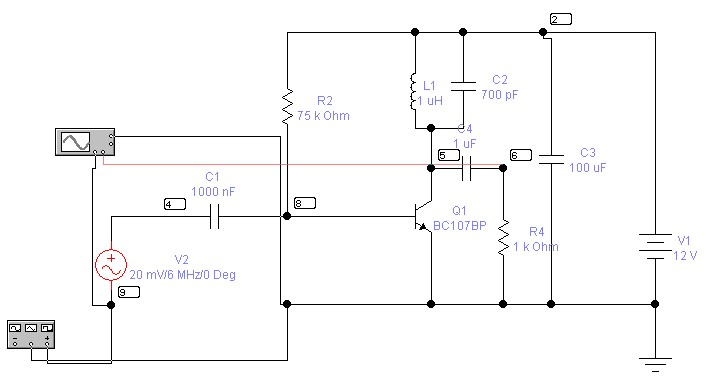 2
L1
1 uH
C2
700 pF
R2
75 k Ohm
C4
1 uF
5
6
C3
100 uF
C1
1000 nF
4
8
Q1
BC107BP
R4
1 k Ohm
V1
12 V
V2
20 mV/6 MHz/0 Deg
9